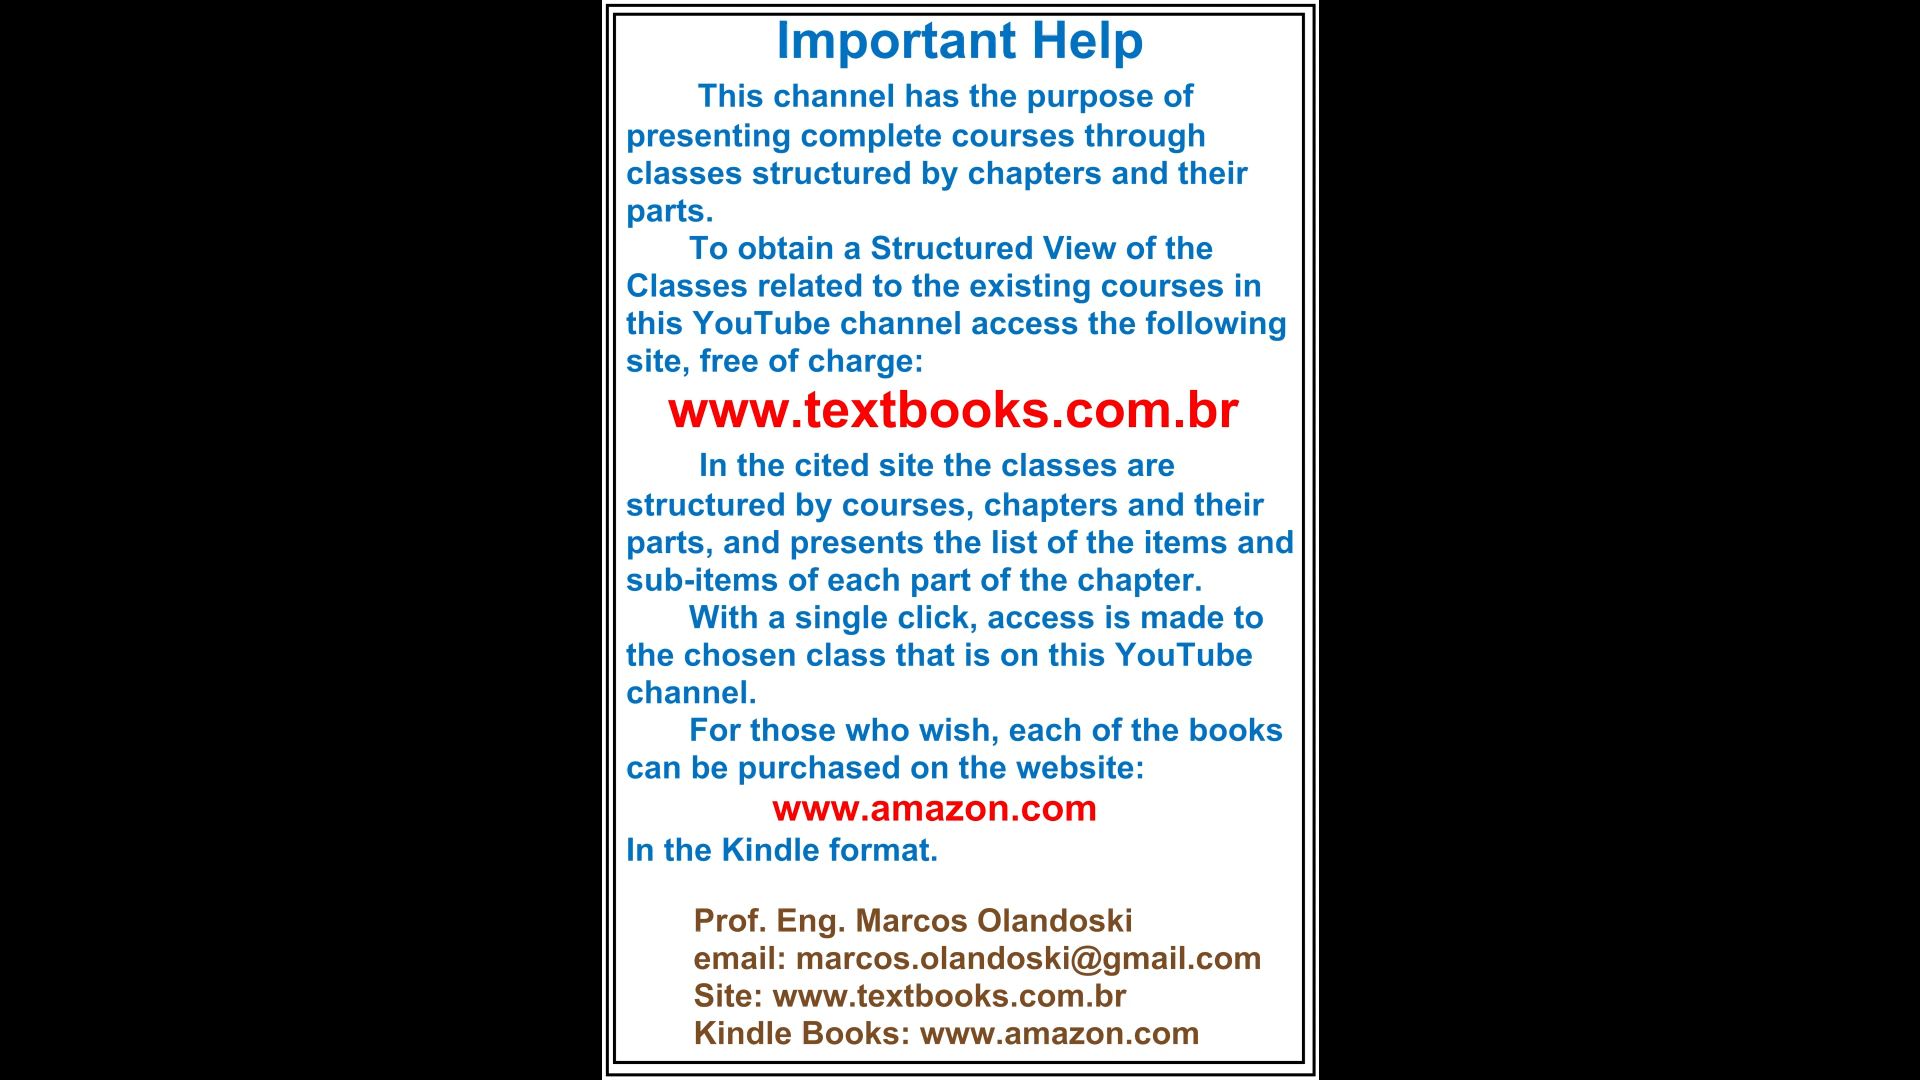 Important Help
This channel has the purpose of
presenting complete courses through
classes structured by chapters and their
parts.
To obtain a Structured View of the
Classes related to the existing courses in
this YouTube channel access the following
site, free of charge:
www.textbooks.com.br
In the cited site the classes are
structured by courses, chapters and their
parts, and presents the list of the items and
sub-items of each part of the chapter.
With a single click, access is made to
the chosen class that is on this YouTube
channel.
For those who wish, each of the books
can be purchased on the website:
www.amazon.com
In the Kindle format.
Prof. Eng. Marcos Olandoski
email: marcos.olandoski@gmail.com
Site: www.textbooks.com.br
Kindle Books: www.amazon.com